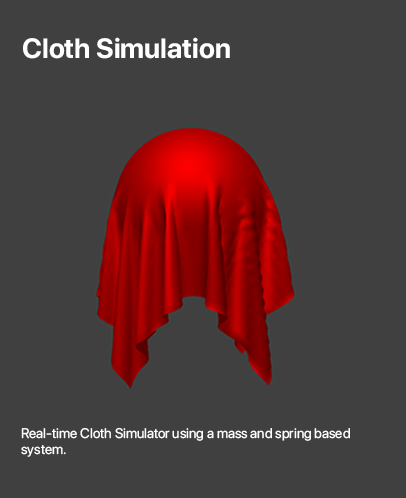 Cloth Simulation
Real-time Cloth Simulator using a mass and spring based
system.